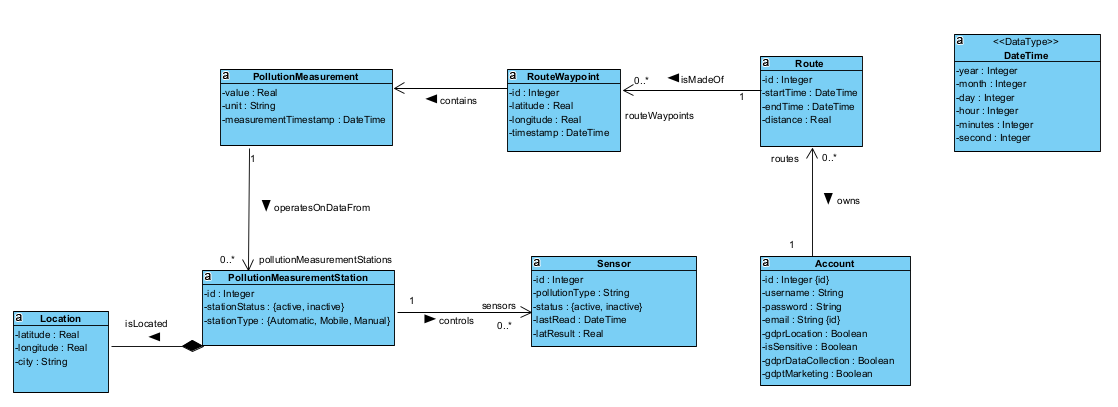 a
<<DataType>>
DateTime
-year : Integer
-month : Integer
-day : Integer
-hour : Integer
-minutes : Integer
-second : Integer
a
PollutionMeasurement
-value : Real
-unit : String
-measurementTimestamp : DateTime
contains
a
RouteWaypoint
-id : Integer
-latitude : Real
-longitude : Real
-timestamp : DateTime
0..*
isMadeOf
1
routeWaypoints
a
Route
-id : Integer
-startTime : DateTime
-endTime : DateTime
-distance : Real
routes
0..*
owns
1
1
operatesOnDataFrom
0..*
pollutionMeasurementStations
a
PollutionMeasurementStation
-id : Integer
-stationStatus : {active, inactive}
-stationType : {Automatic, Mobile, Manual}
1
sensors
controls
0..*
a
Sensor
-id : Integer
-pollutionType : String
-status : {active, inactive}
-lastRead : DateTime
-latResult : Real
a
Account
-id : Integer {id}
-username : String
-password : String
-email : String {id}
-gdprLocation : Boolean
-isSensitive : Boolean
-gdprDataCollection : Boolean
-gdptMarketing : Boolean
isLocated
a
Location
-latitude : Real
-longitude : Real
-city : String